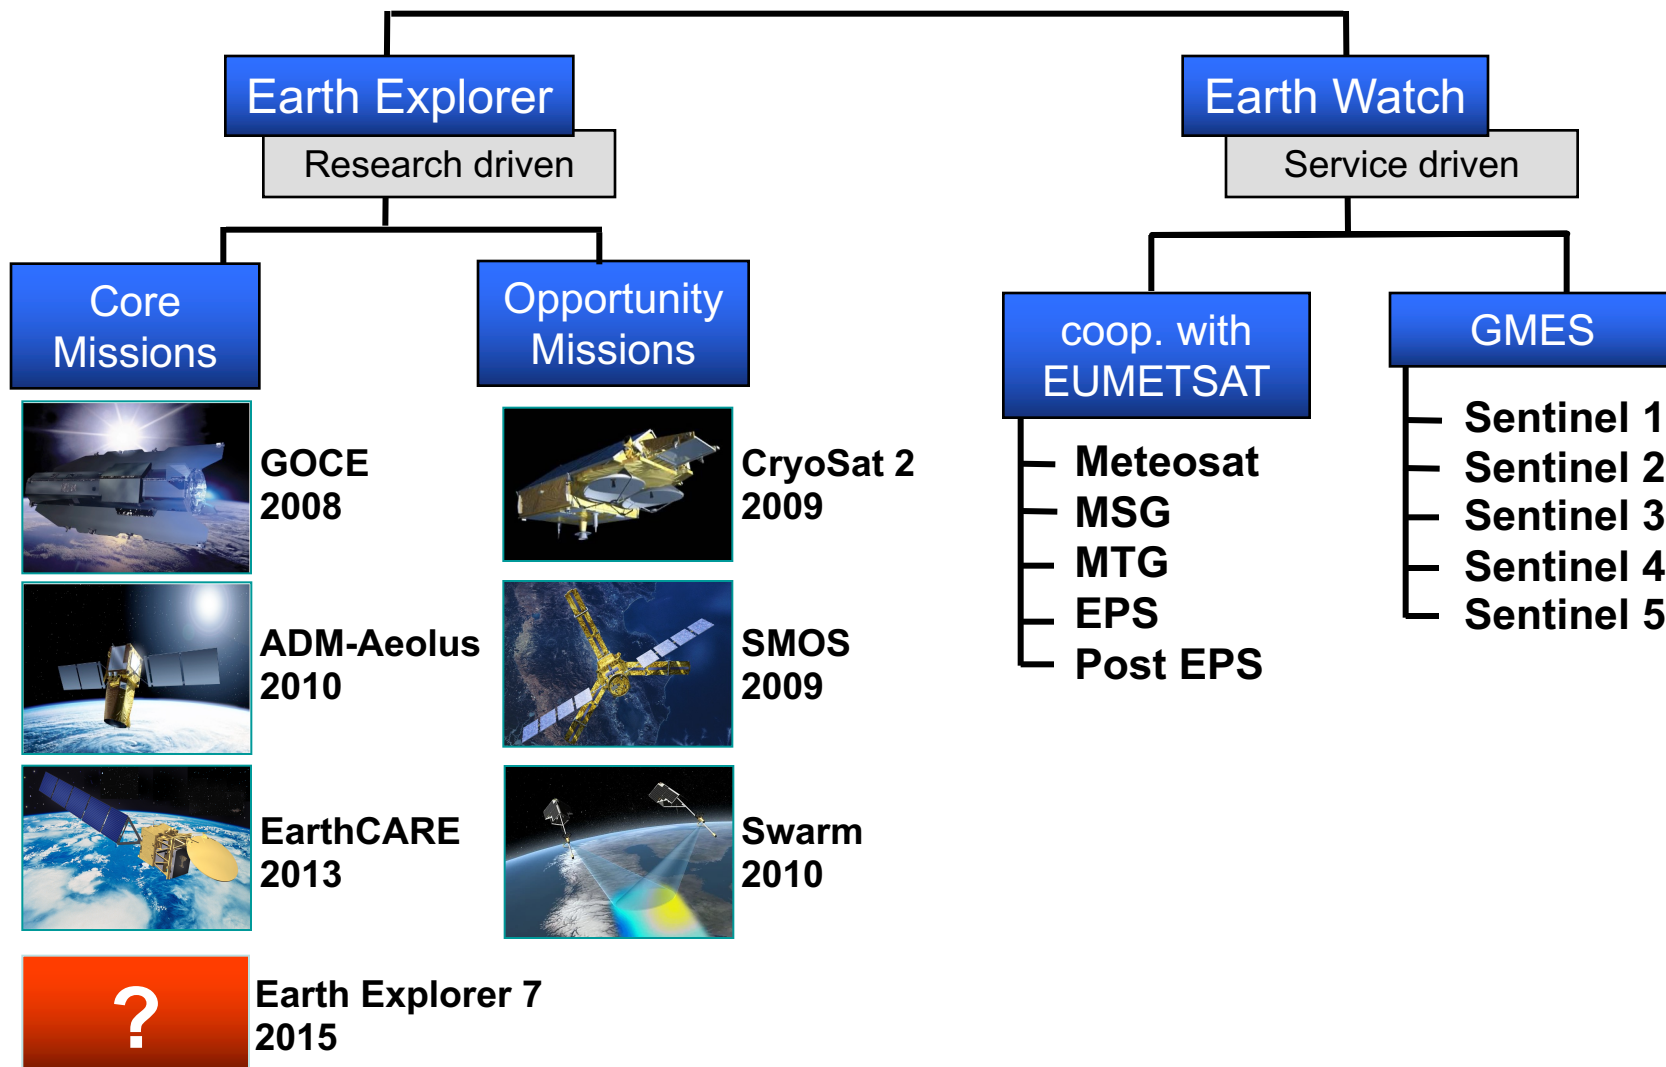 Earth Explorer
Research driven
Core
Missions
GOCE
2008
ADM-Aeolus
2010
EarthCARE
2013
?
Earth Explorer 7
2015
Opportunity
Missions
CryoSat 2
2009
SMOS
2009
Swarm
2010
Earth Watch
Service driven
coop. with
EUMETSAT
Meteosat
MSG
MTG
EPS
Post EPS
GMES
Sentinel 1
Sentinel 2
Sentinel 3
Sentinel 4
Sentinel 5